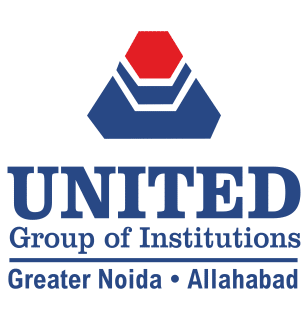 UNITED
Group of Institutions
Greater Noida • Allahabad